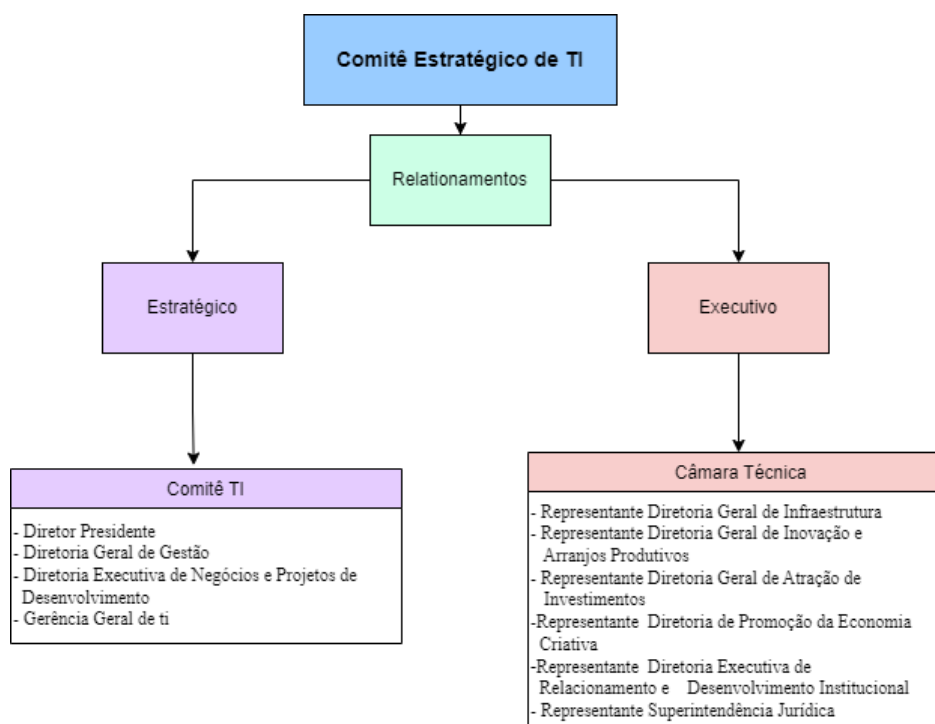 Comitê Estratégico de TI
Relationamentos
Estratégico
Executivo
Comitê TI
- Diretor Presidente
- Diretoria Geral de Gestão
- Diretoria Executiva de Negócios e Projetos de
Desenvolvimento
- Gerência Geral de ti
Câmara Técnica
- Representante Diretoria Geral de Infraestrutura
- Representante Diretoria Geral de Inovação e
Arranjos Produtivos
- Representante Diretoria Geral de Atração de
Investimentos
-Representante Diretoria de Promoção da Economia
Criativa
-Representante Diretoria Executiva de
Relacionamento e Desenvolvimento Institucional
- Representante Superintendência Jurídica